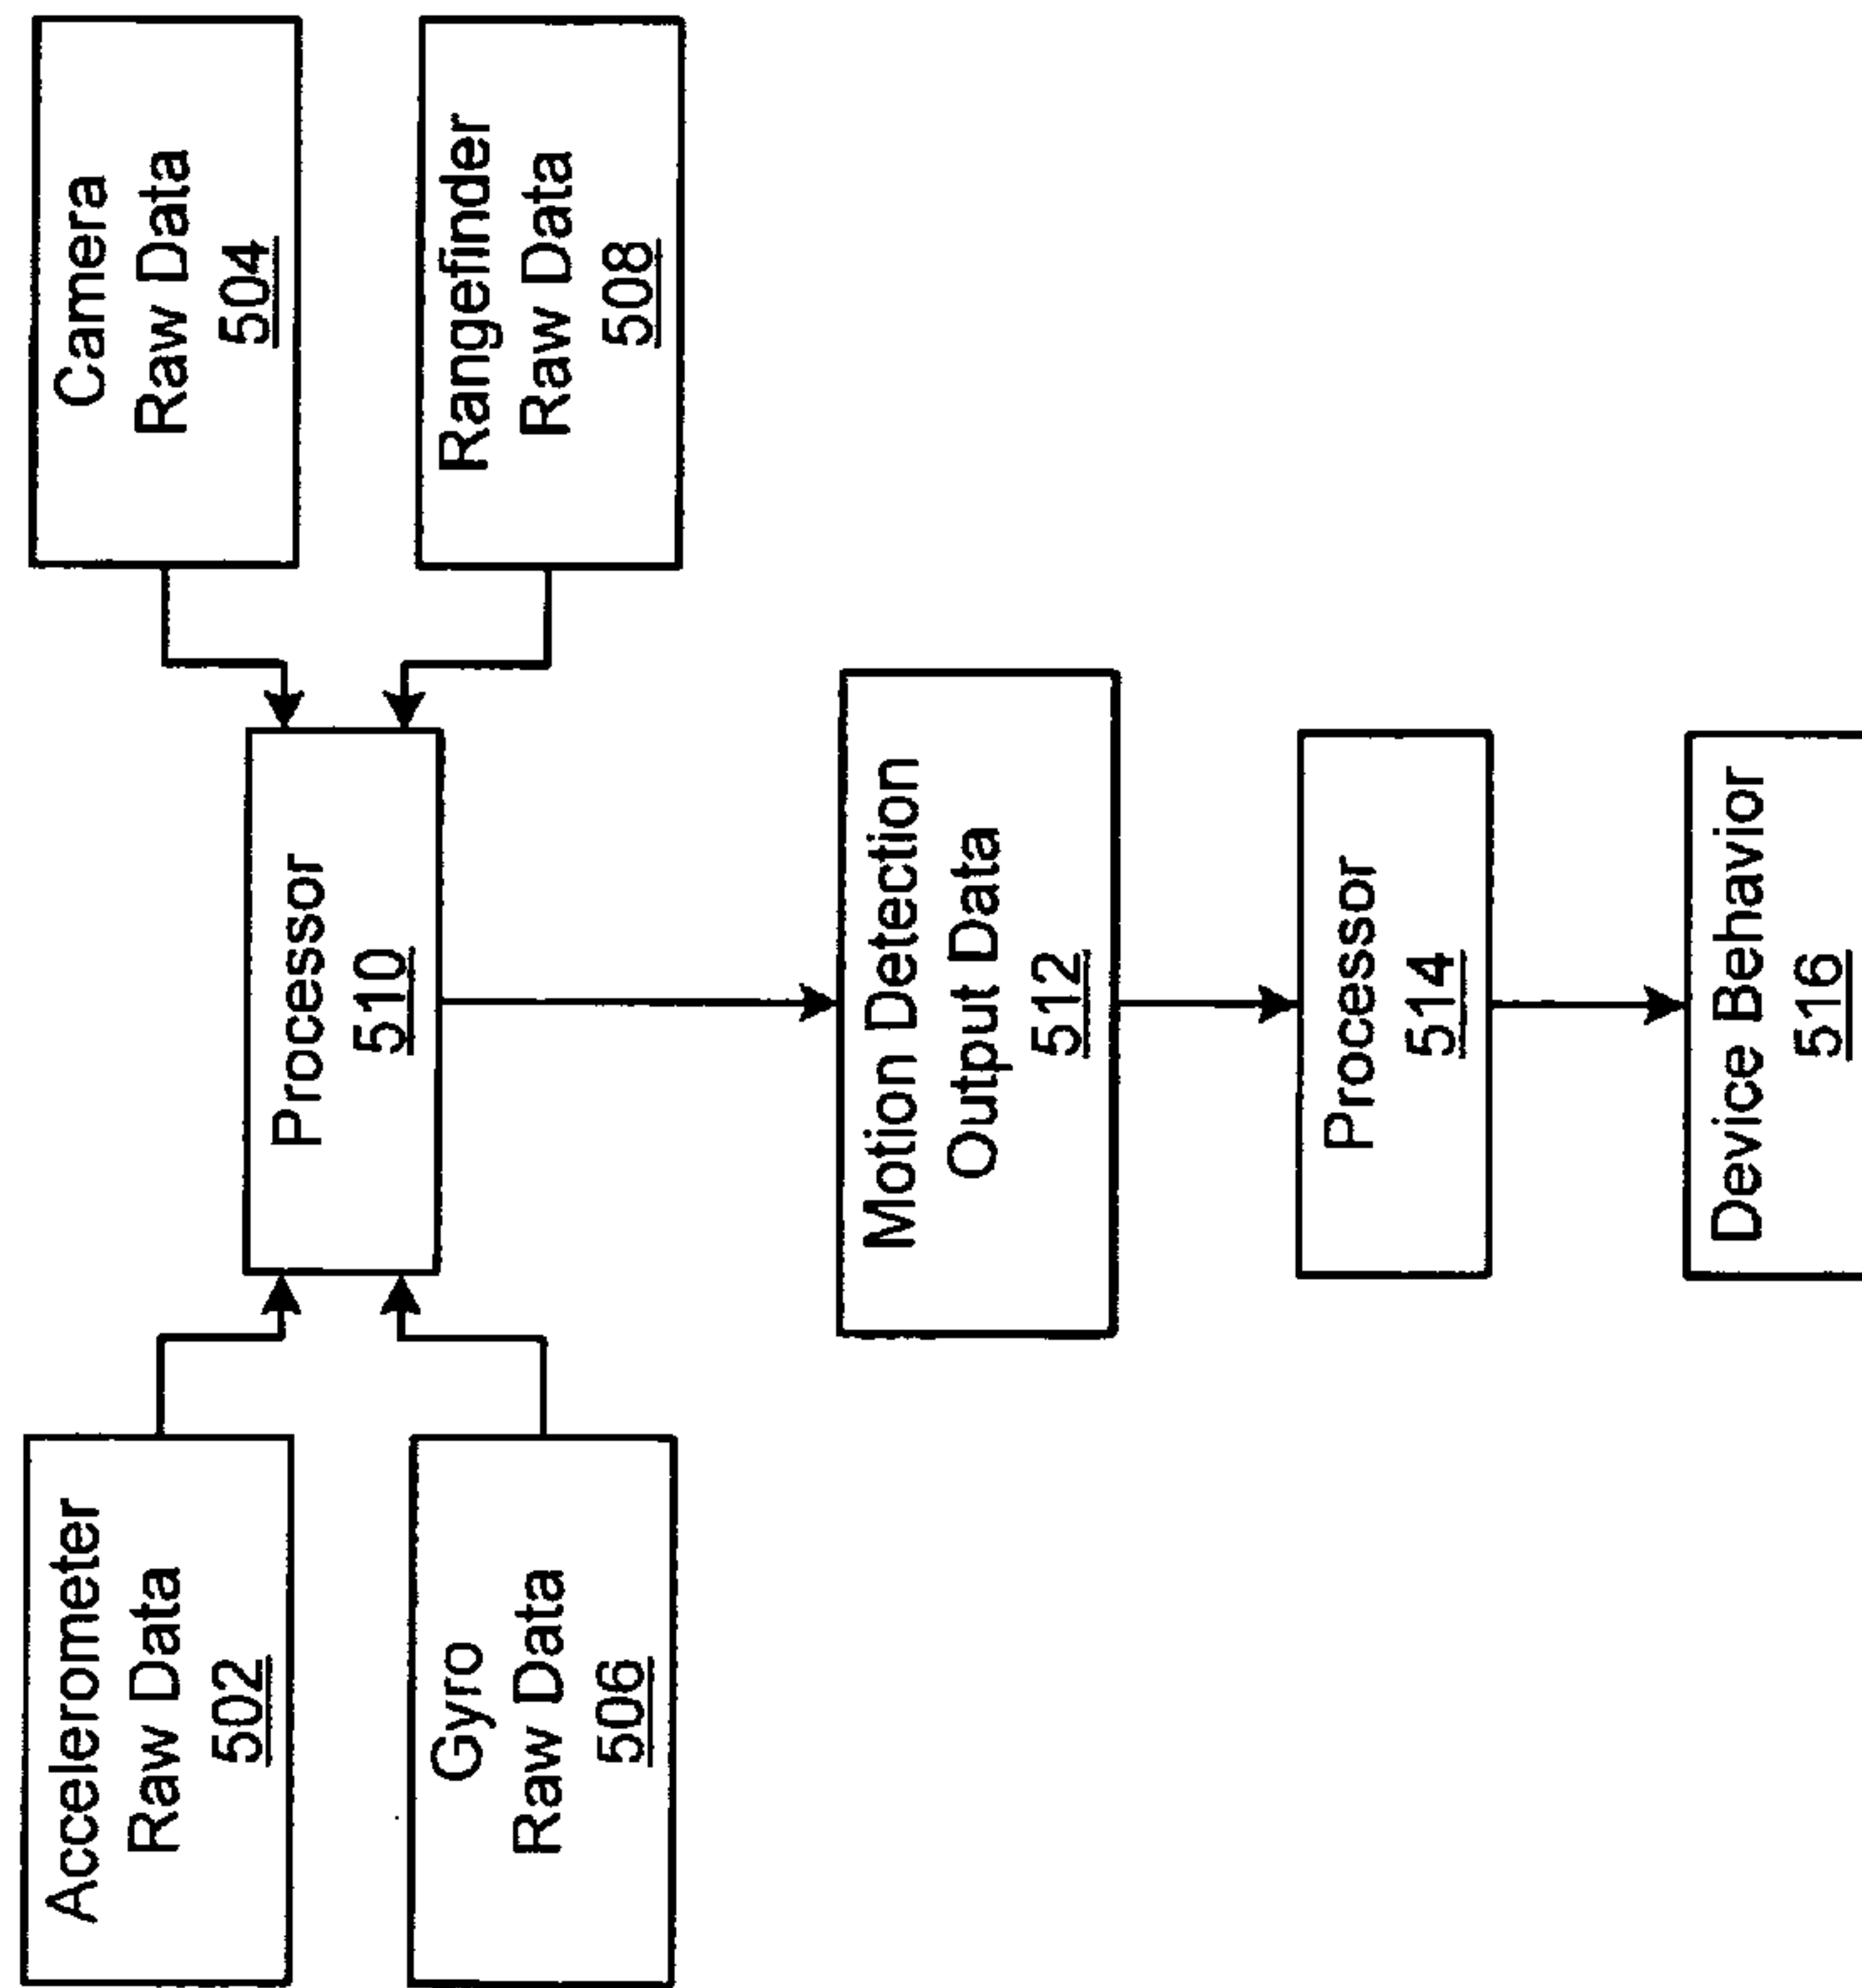 Accelerometer
Raw Data
502
Camera
Raw Data
504
Processor
510
Gyro
Raw Data
506
Rangefinder
Raw Data
508
Motion Detection
Output Data
512
Processor
514
Device Behavior
516